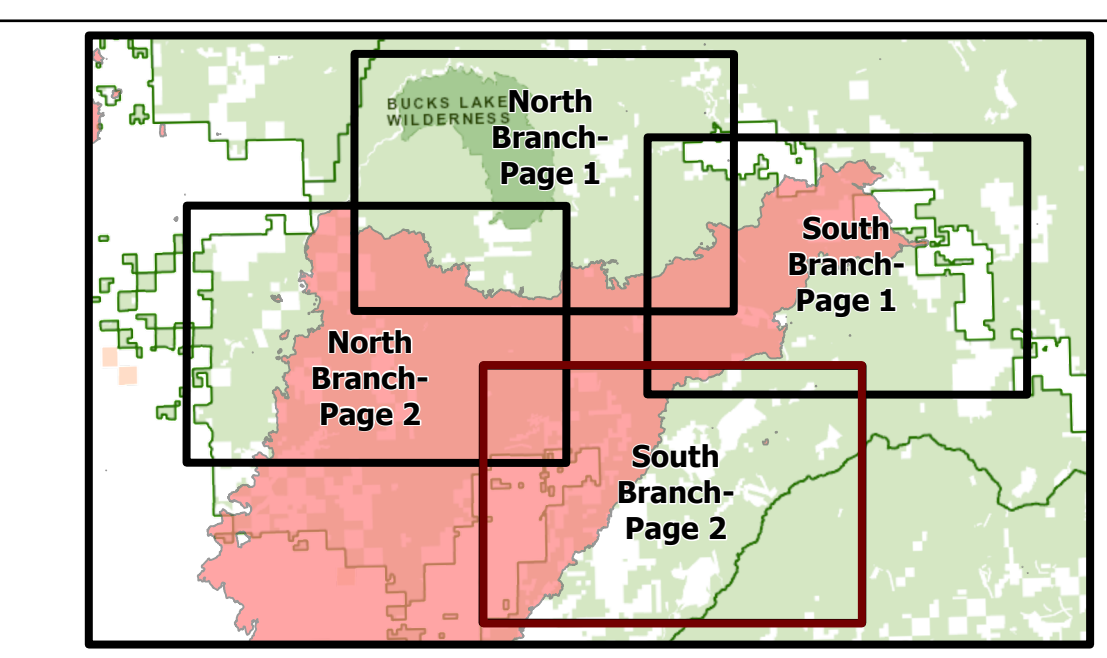 BUCKS LAKE
WILDERNESS
North
Branch-
Page 1
South
Branch-
Page 1
North
Branch-
Page 2
South
Branch-
Page 2